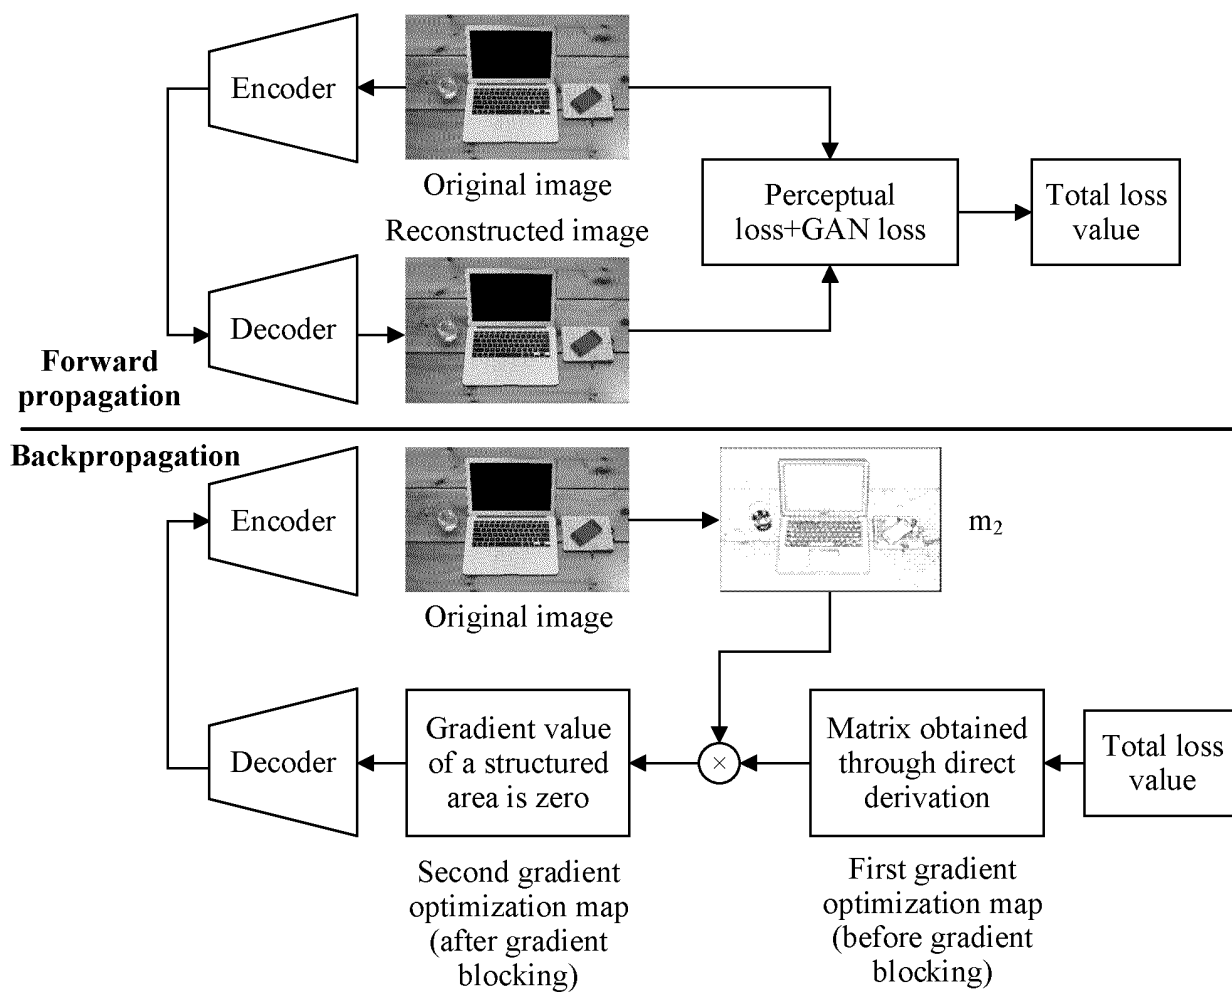 Encoder
Original image
Reconstructed image
Perceptual
loss+GAN loss
Total loss
value
Decoder
Forward
propagation
Backpropagation
Encoder
Original image
m₂
Decoder
Gradient value
of a structured
area is zero
×
Matrix obtained
through direct
derivation
Total loss
value
Second gradient
optimization map
(after gradient
blocking)
First gradient
optimization map
(before gradient
blocking)